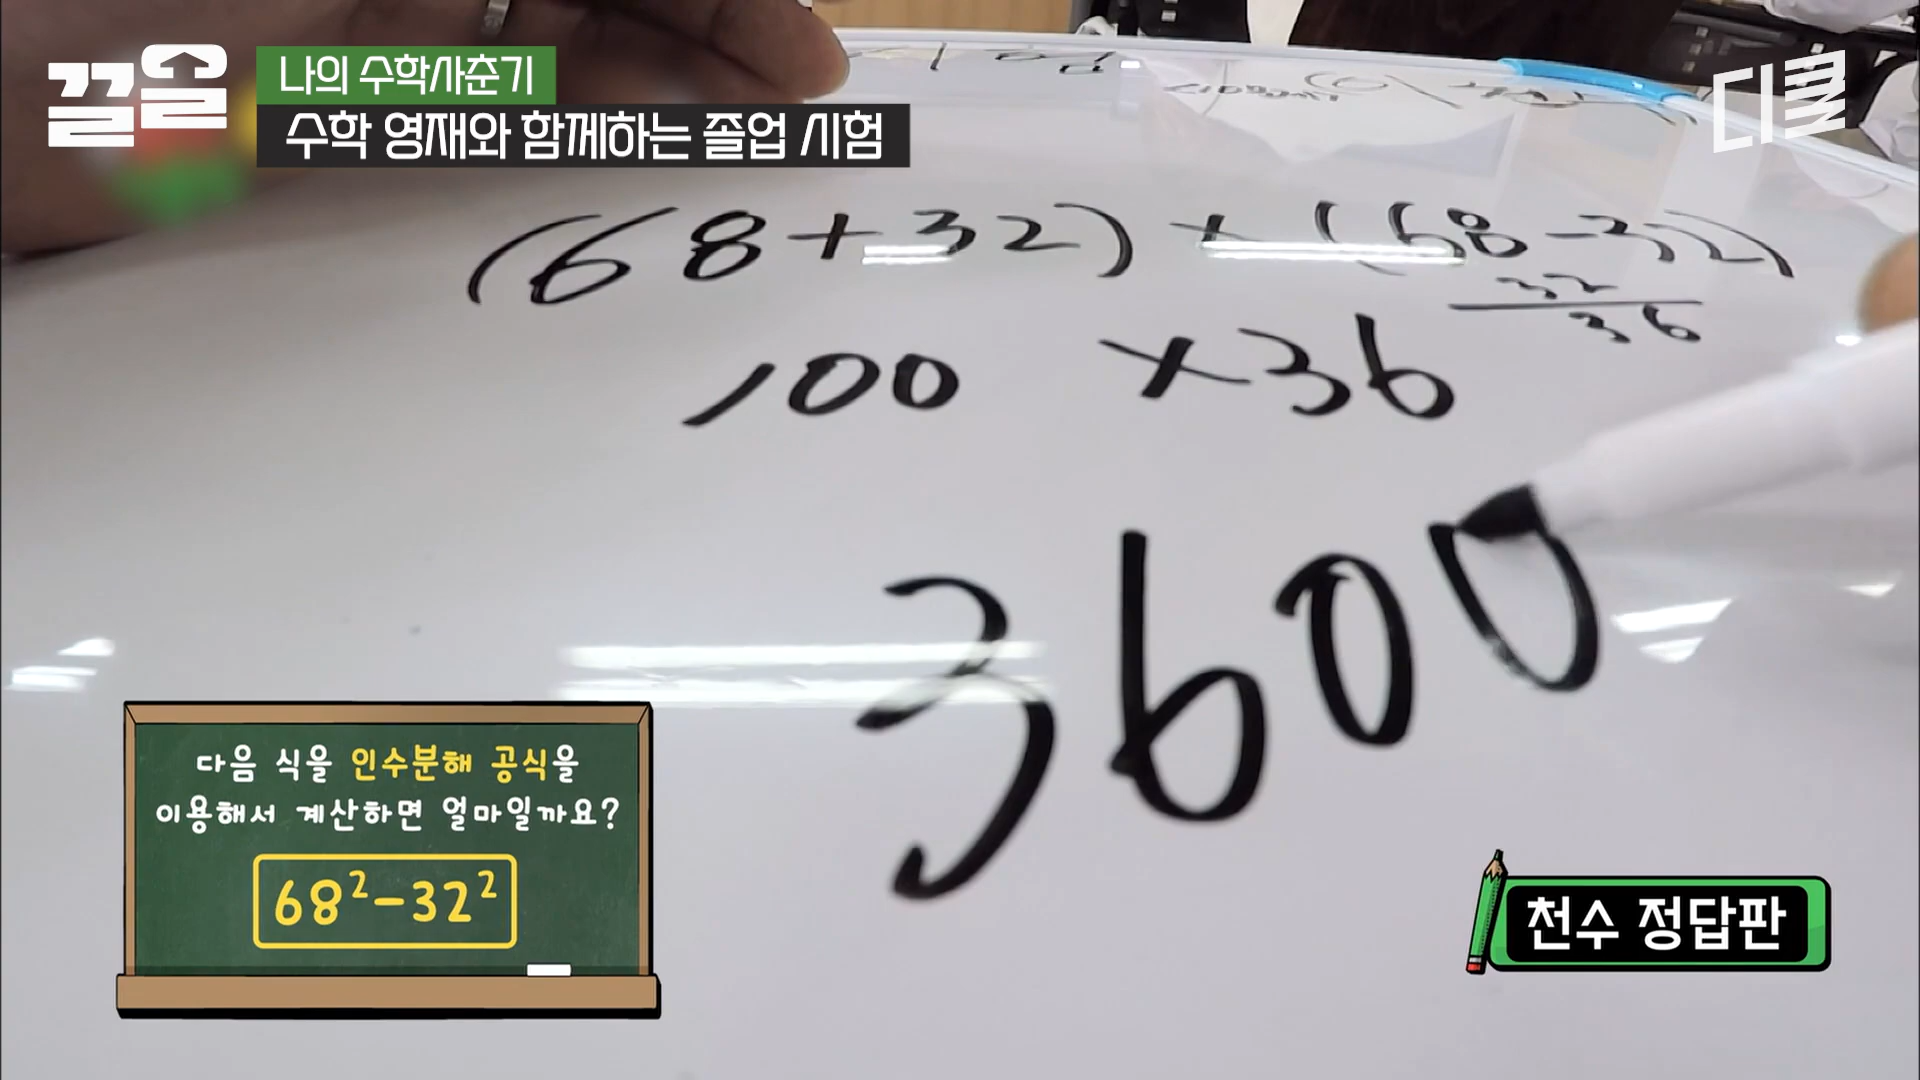 끌올
나의 수학사춘기
수학 영재와 함께하는 졸업 시험
디클
(68+32)×(68-32)
32
36
100 ×36
3600
다음 식을 인수분해 공식을
이용해서 계산하면 얼마일까요?
68²-32²
천수 정답판